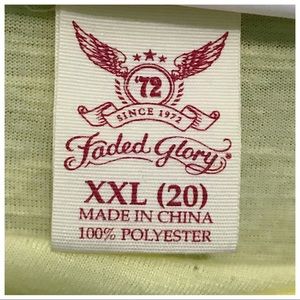 '72
SINCE 1972
Faded Glory®
XXL (20)
MADE IN CHINA
100% POLYESTER